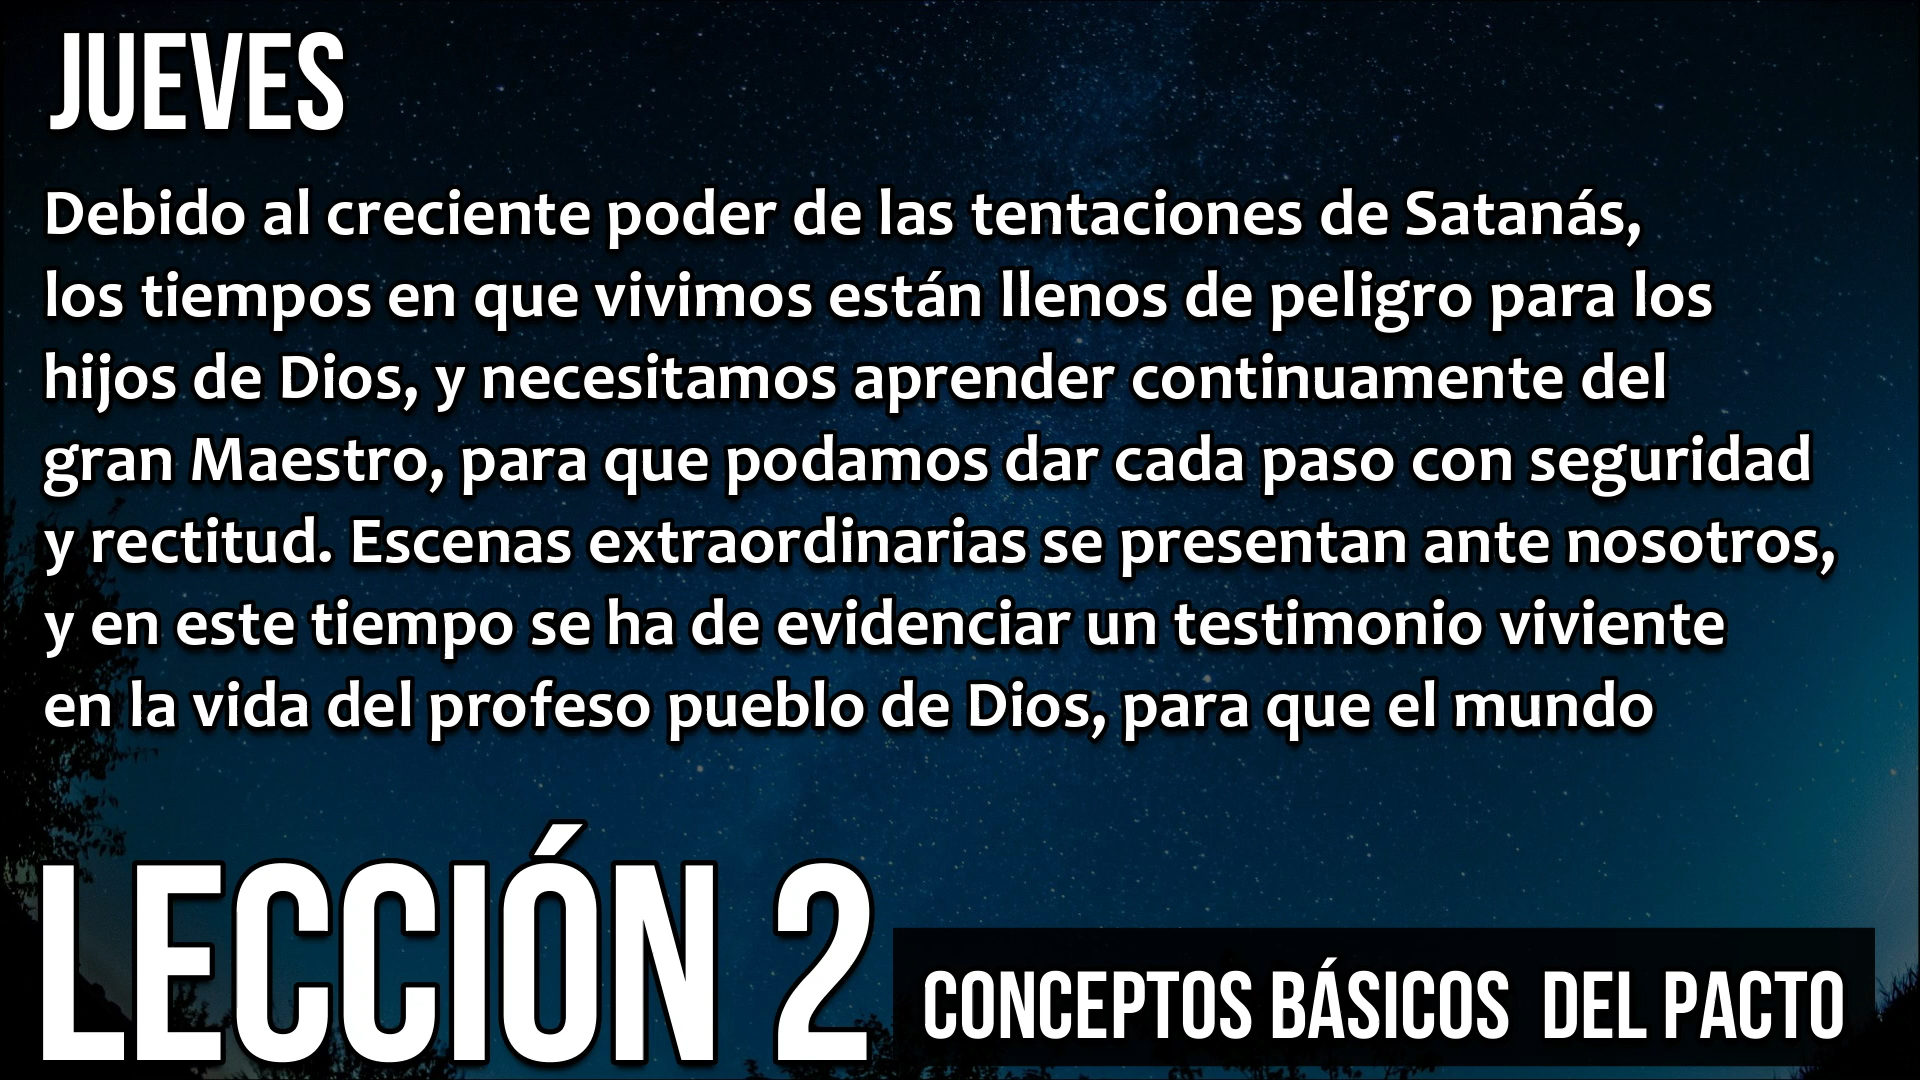 JUEVES
Debido al creciente poder de las tentaciones de Satanás,
los tiempos en que vivimos están llenos de peligro para los
hijos de Dios, y necesitamos aprender continuamente del
gran Maestro, para que podamos dar cada paso con seguridad
y rectitud. Escenas extraordinarias se presentan ante nosotros,
y en este tiempo se ha de evidenciar un testimonio viviente
en la vida del profeso pueblo de Dios, para que el mundo
LECCIÓN 2
CONCEPTOS BÁSICOS DEL PACTO